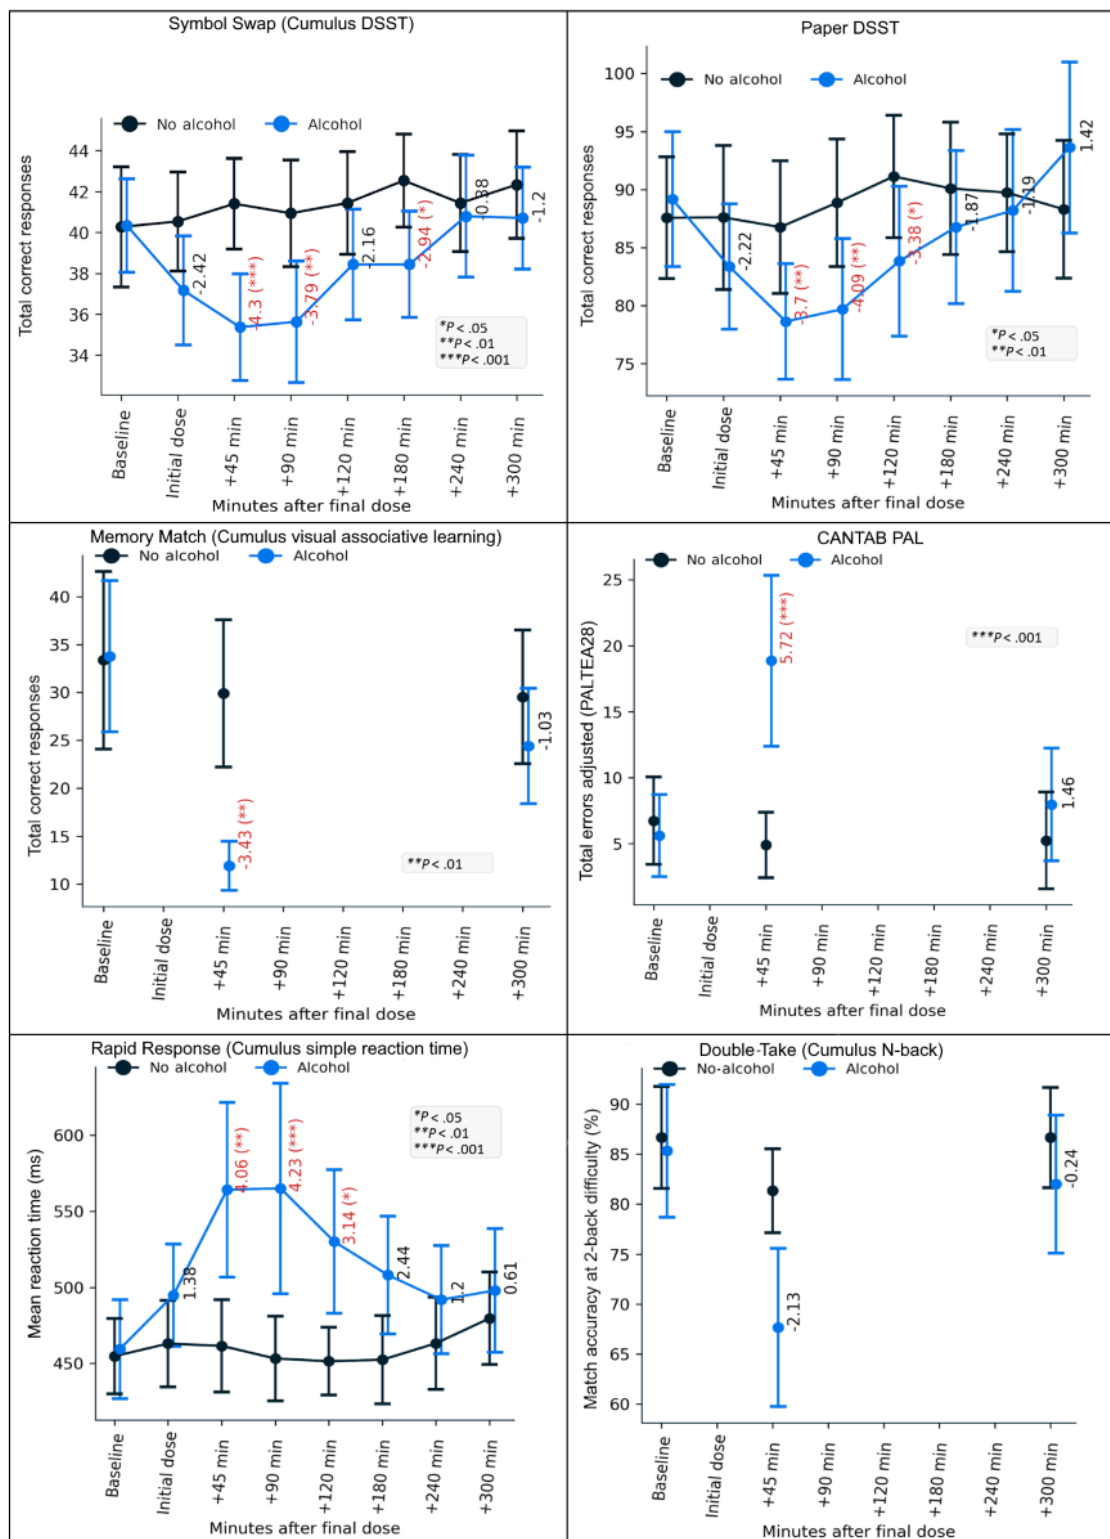 Symbol Swap (Cumulus DSST)
No alcohol
Alcohol
Total correct responses
44
42
40
38
36
34
-2.42
-4.3 (***)
-3.79 (**)
-2.16
-2.94 (*)
-0.38
-1.2
*P < .05
**P < .01
***P < .001
Baseline
Initial dose
+45 min
+90 min
+120 min
+180 min
+240 min
+300 min
Minutes after final dose
Paper DSST
No alcohol
Alcohol
Total correct responses
100
95
90
85
80
75
-2.22
-3.7 (**)
-4.09 (**)
-3.38 (*)
-1.87
-1.19
1.42
*P < .05
**P < .01
Baseline
Initial dose
+45 min
+90 min
+120 min
+180 min
+240 min
+300 min
Minutes after final dose
Memory Match (Cumulus visual associative learning)
No alcohol
Alcohol
Total correct responses
40
35
30
25
20
15
10
-3.43 (**)
-1.03
**P < .01
Baseline
Initial dose
+45 min
+90 min
+120 min
+180 min
+240 min
+300 min
Minutes after final dose
CANTAB PAL
No alcohol
Alcohol
Total errors adjusted (PALTEA28)
25
20
15
10
5
5.72 (***)
1.46
***P < .001
Baseline
Initial dose
+45 min
+90 min
+120 min
+180 min
+240 min
+300 min
Minutes after final dose
Rapid Response (Cumulus simple reaction time)
No alcohol
Alcohol
Mean reaction time (ms)
600
550
500
450
1.38
4.06 (**)
4.23 (***)
3.14 (*)
2.44
1.2
0.61
*P < .05
**P < .01
***P < .001
Baseline
Initial dose
+45 min
+90 min
+120 min
+180 min
+240 min
+300 min
Minutes after final dose
Double-Take (Cumulus N-back)
No-alcohol
Alcohol
Match accuracy at 2-back difficulty (%)
90
85
80
75
70
65
60
-2.13
-0.24
Baseline
Initial dose
+45 min
+90 min
+120 min
+180 min
+240 min
+300 min
Minutes after final dose